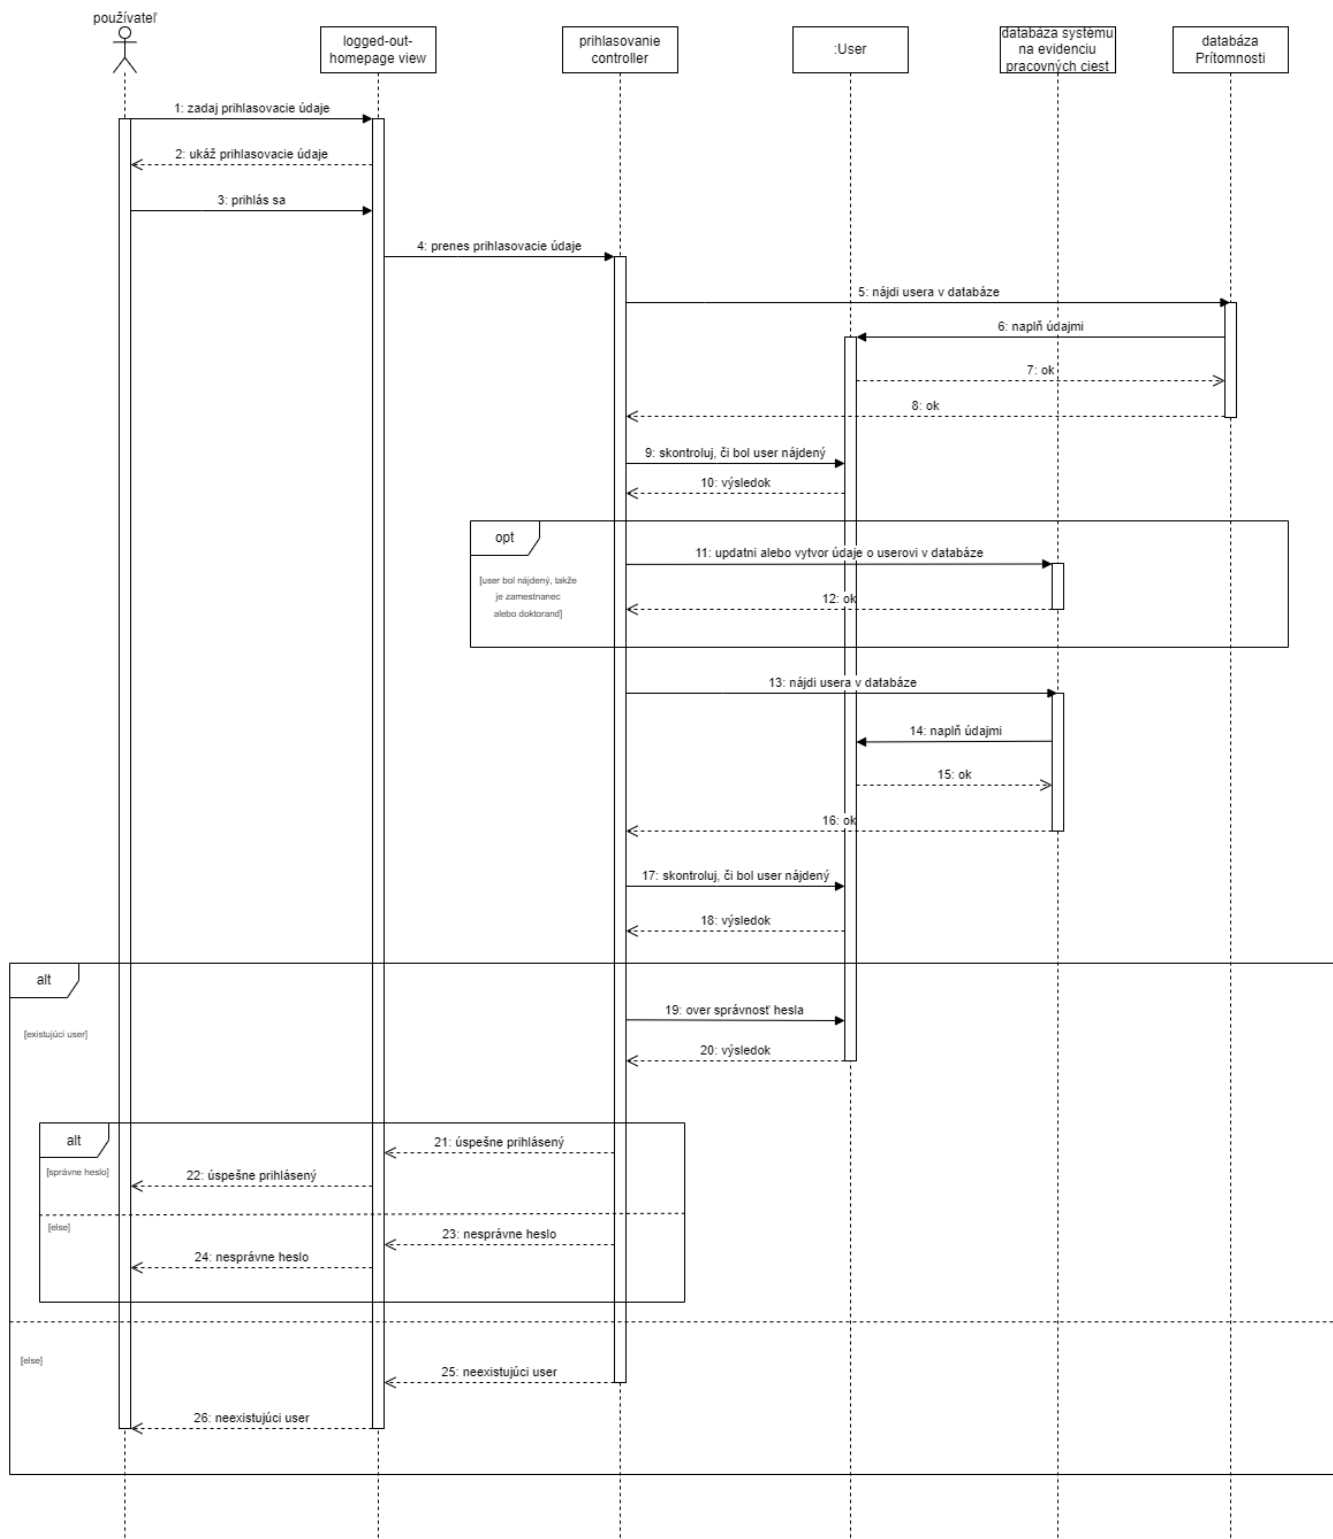 používateľ
logged-out-
homepage view
prihlasovanie
controller
:User
databáza systému
na evidenciu
pracovných ciest
databáza
Prítomnosti
1: zadaj prihlasovacie údaje
2: ukáž prihlasovacie údaje
3: prihlás sa
4: prenes prihlasovacie údaje
5: nájdi usera v databáze
6: naplň údajmi
7: ok
8: ok
9: skontroluj, či bol user nájdený
10: výsledok
opt
[user bol nájdený, takže
je zamestnanec
alebo doktorand]
11: updatni alebo vytvor údaje o userovi v databáze
12: ok
13: nájdi usera v databáze
14: naplň údajmi
15: ok
16: ok
17: skontroluj, či bol user nájdený
18: výsledok
alt
[existujúci user]
19: over správnosť hesla
20: výsledok
alt
[správne heslo]
21: úspešne prihlásený
22: úspešne prihlásený
[else]
23: nesprávne heslo
24: nesprávne heslo
[else]
25: neexistujúci user
26: neexistujúci user